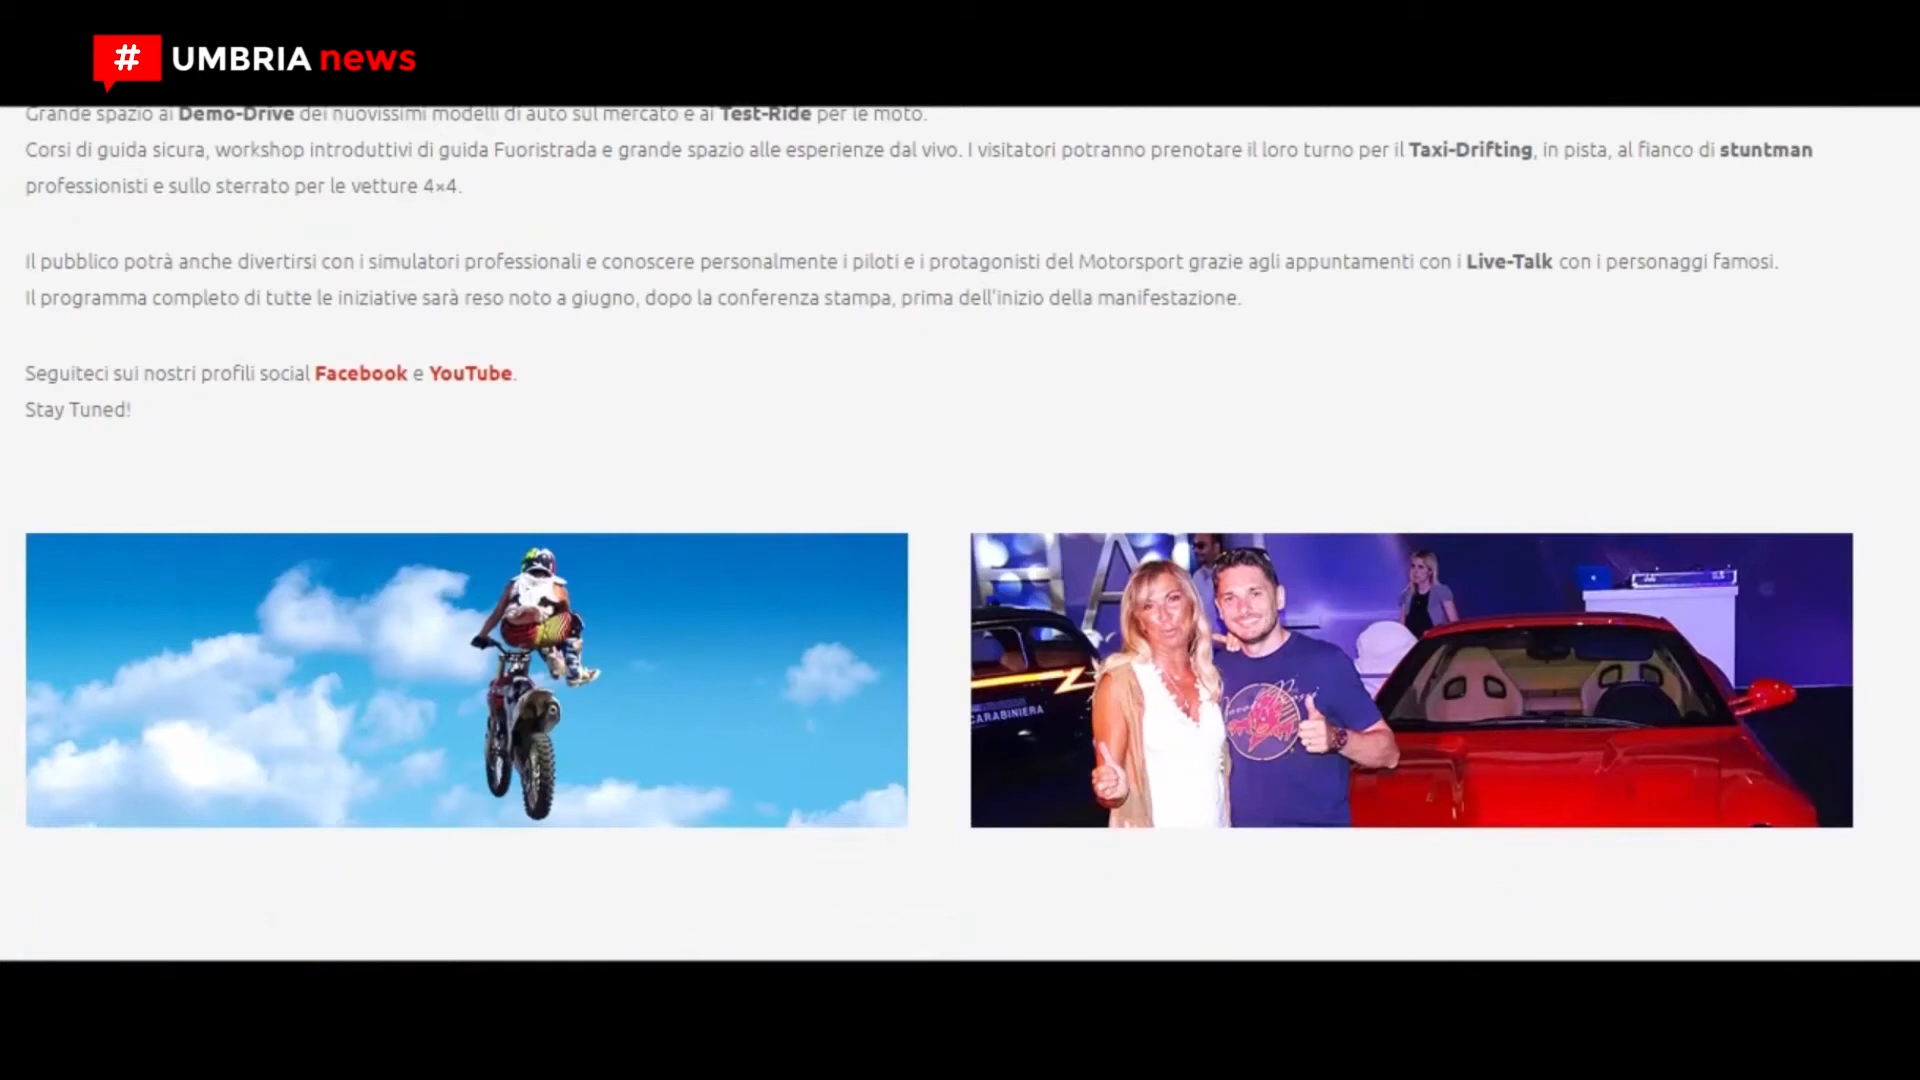 # UMBRIA news
Grande spazio ai Demo-Drive dei nuovissimi modelli di auto sul mercato e ai Test-Ride per le moto.
Corsi di guida sicura, workshop introduttivi di guida Fuoristrada e grande spazio alle esperienze dal vivo. I visitatori potranno prenotare il loro turno per il Taxi-Drifting, in pista, al fianco di stuntman
professionisti e sullo sterrato per le vetture 4×4.
Il pubblico potrà anche divertirsi con i simulatori professionali e conoscere personalmente i piloti e i protagonisti del Motorsport grazie agli appuntamenti con i Live-Talk con i personaggi famosi.
Il programma completo di tutte le iniziative sarà reso noto a giugno, dopo la conferenza stampa, prima dell'inizio della manifestazione.
Seguiteci sui nostri profili social Facebook e YouTube.
Stay Tuned!
CARABINIERA